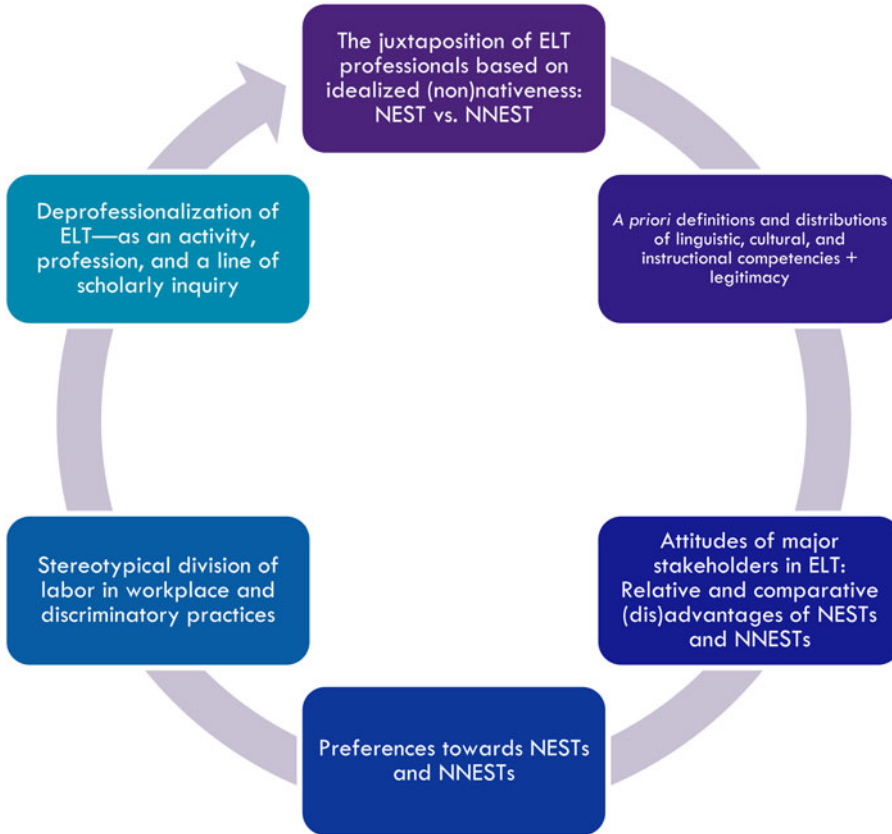 The juxtaposition of ELT
professionals based on
idealized (non)nativeness:
NEST vs. NNEST
A priori definitions and distributions
of linguistic, cultural, and
instructional competencies +
legitimacy
Attitudes of major
stakeholders in ELT:
Relative and comparative
(dis)advantages of NESTs
and NNESTs
Preferences towards NESTs
and NNESTs
Stereotypical division of
labor in workplace and
discriminatory practices
Deprofessionalization of
ELT—as an activity,
profession, and a line of
scholarly inquiry